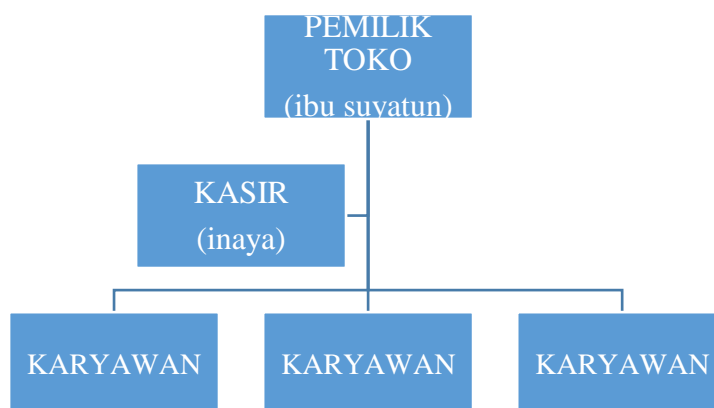 PEMILIK
TOKO
(ibu suyatun)
KASIR
(inaya)
KARYAWAN
KARYAWAN
KARYAWAN